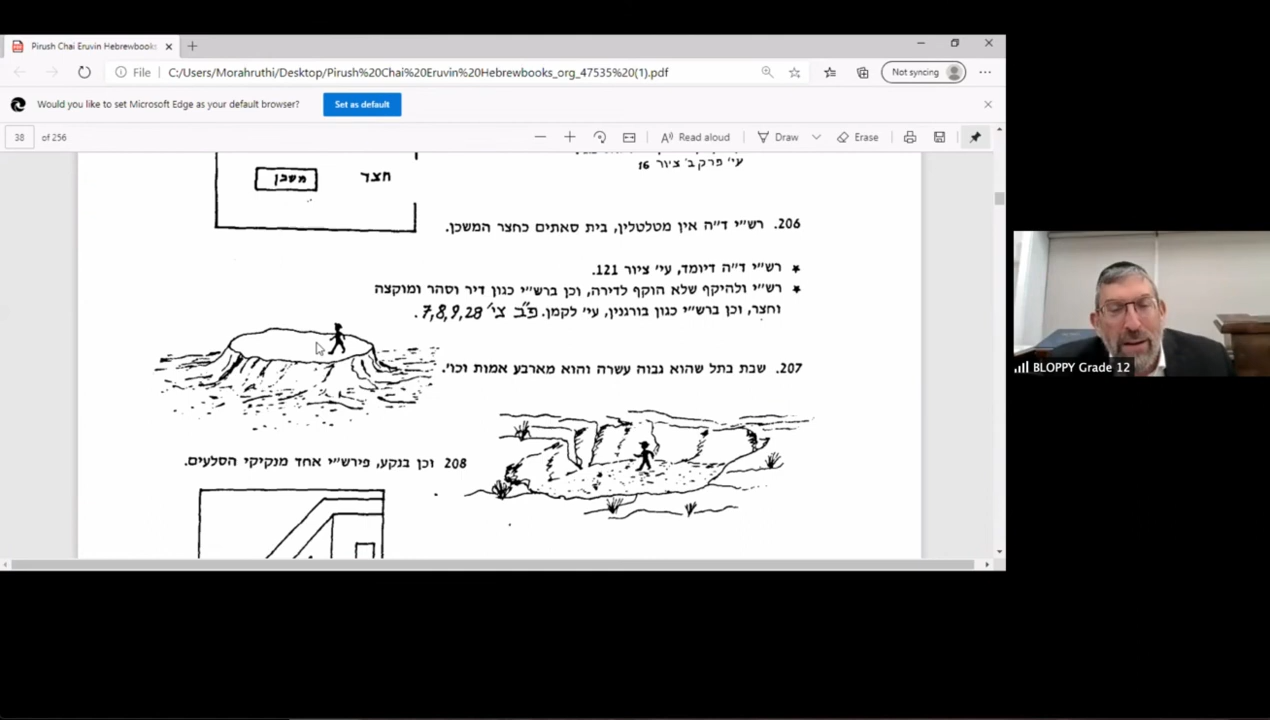 Pirush Chai Eruvin Hebrewbooks
File C:/Users/Morahruthi/Desktop/Pirush%20Chai%20Eruvin%20Hebrewbooks_org_47535%20(1).pdf
Not syncing
Would you like to set Microsoft Edge as your default browser?
Set as default
38 of 256
Read aloud
Draw
Erase
עי׳ פרק ב׳ ציור 16
משכן
חצר
206. רש״י ד״ה אין מטלטלין, בית סאתים כחצר המשכן.
★ רש״י ד״ה דיומד, עי׳ ציור 121.
★ רש״י ולהיקף שלא הוקף לדירה, וכן ברש״י כגון דיר וסהר ומוקצה
וחצר, וכן ברש״י כגון בורגנין, עי׳ לקמן. פ״ב צי׳ 7,8,9,28.
207. שבת בתל שהוא גבוה עשרה והוא מארבע אמות וכו׳.
208 וכן בנקע, פירש״י אחד מנקיקי הסלעים.
BLOPPY Grade 12